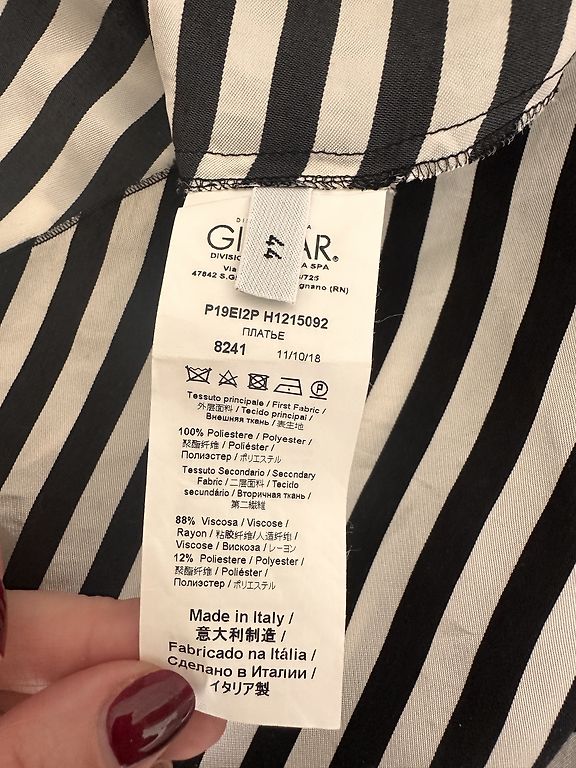 44
DIVISION SPA
Via /725
47842 S.G gnano (RN)
P19EI2P H1215092
ПЛАТЬЕ
8241 11/10/18
P
Tessuto principale / First Fabric /
外层面料 / Tecido principal /
Внешняя ткань / 表生地
100% Poliestere / Polyester /
聚酯纤维 / Poliéster /
Полиэстер / ポリエステル
Tessuto Secondario / Secondary
Fabric / 二层面料 / Tecido
secundário / Вторичная ткань /
第二繊維
88% Viscosa / Viscose /
Rayon / 粘胶纤维/人造纤维 /
Viscose / Вискоза / レーヨン
12% Poliestere / Polyester /
聚酯纤维 / Poliéster /
Полиэстер / ポリエステル
Made in Italy /
意大利制造 /
Fabricado na Itália /
Сделано в Италии /
イタリア製